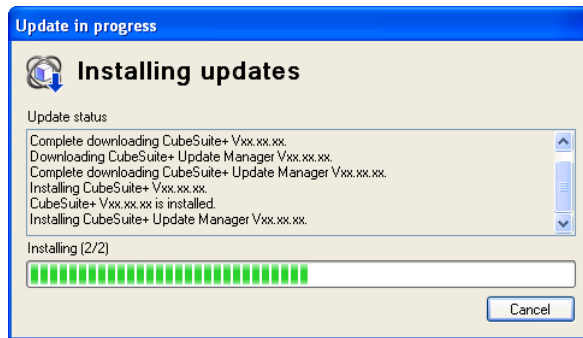 Update in progress
Installing updates
Update status
Complete downloading CubeSuite+ Vxx.xx.xx.
Downloading CubeSuite+ Update Manager Vxx.xx.xx.
Complete downloading CubeSuite+ Update Manager Vxx.xx.xx.
Installing CubeSuite+ Vxx.xx.xx.
CubeSuite+ Vxx.xx.xx is installed.
Installing CubeSuite+ Update Manager Vxx.xx.xx.
Installing (2/2)
Cancel